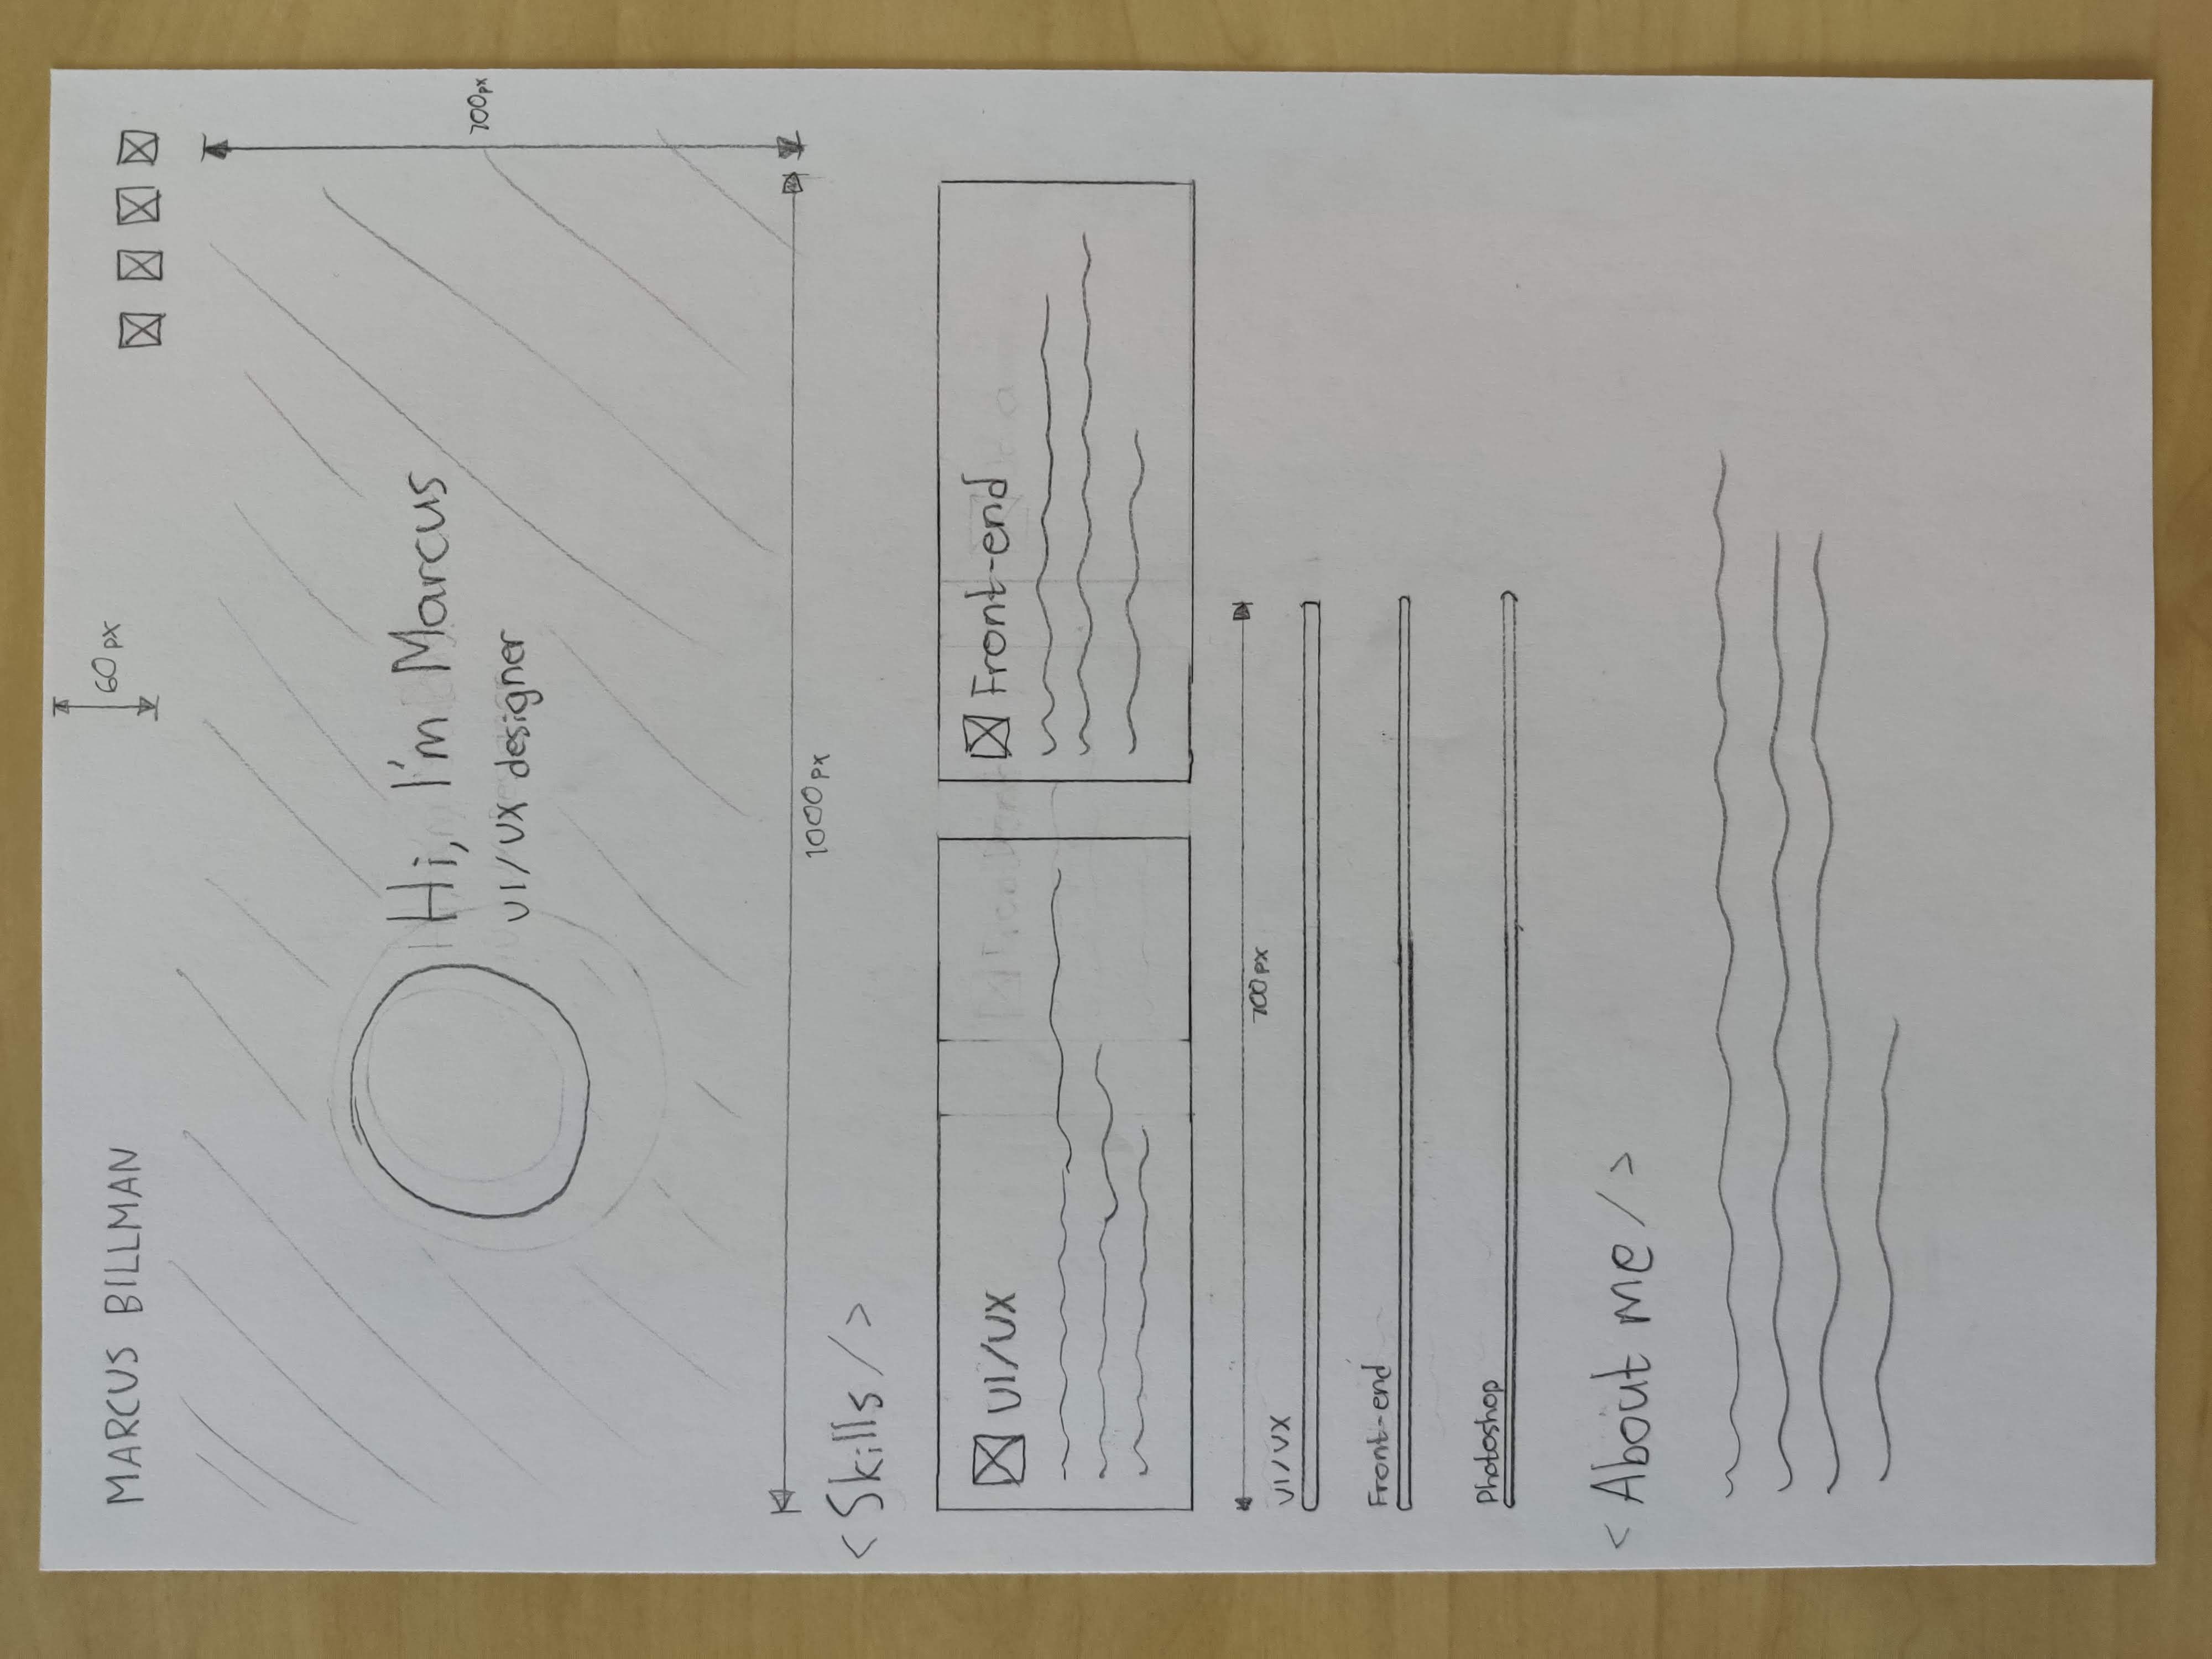 MARCUS BILLMAN
60 px
Hi, I'm Marcus
UI/UX designer
700px
1000 px
< Skills / >
UI/UX
Front-end
700 px
UI/UX
Front-end
Photoshop
< About me / >